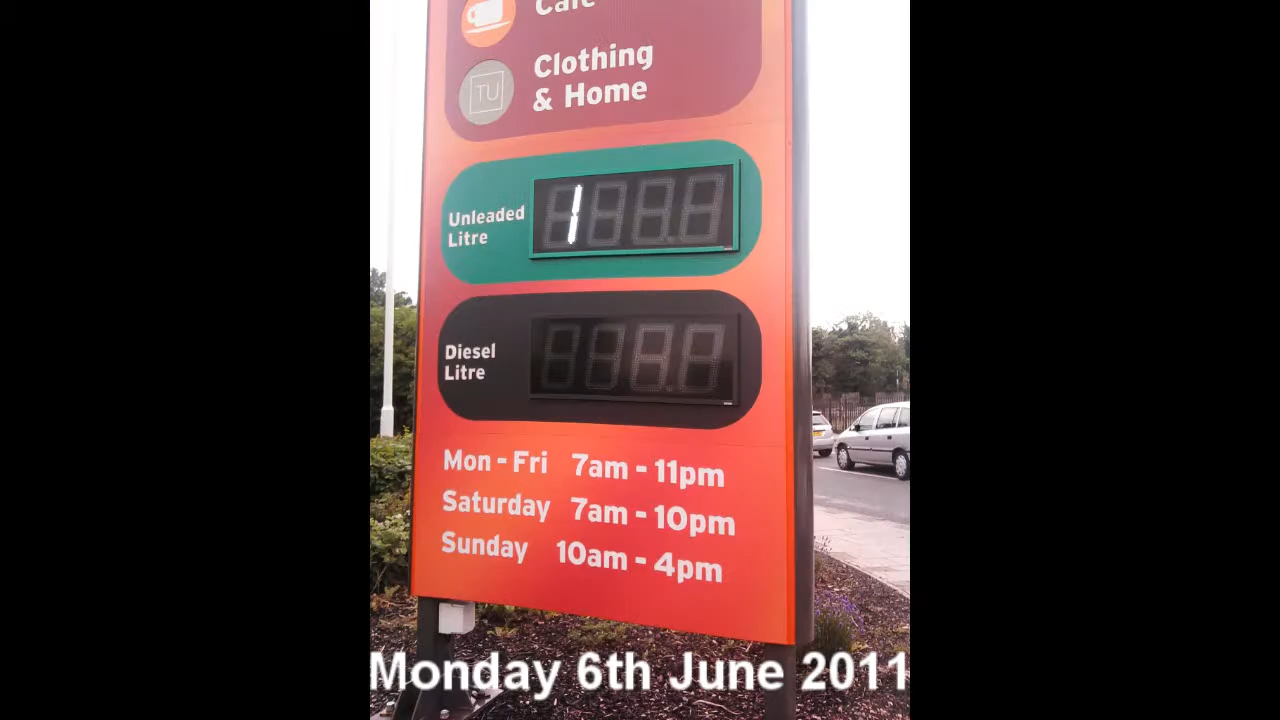 Cafe
Clothing
& Home
TU
Unleaded
Litre
1
Diesel
Litre
Mon - Fri 7am - 11pm
Saturday 7am - 10pm
Sunday 10am - 4pm
Monday 6th June 2011